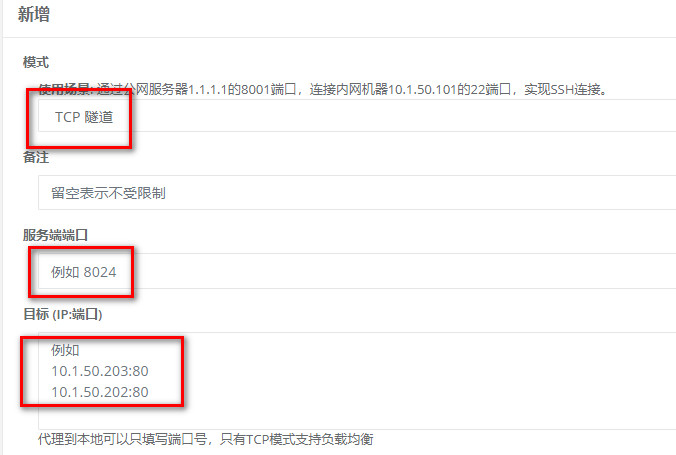 新增
模式
使用场景: 通过公网服务器1.1.1.1的8001端口，连接内网机器10.1.50.101的22端口，实现SSH连接。
TCP 隧道
备注
留空表示不受限制
服务端端口
例如 8024
目标 (IP:端口)
例如
10.1.50.203:80
10.1.50.202:80
代理到本地可以只填写端口号，只有TCP模式支持负载均衡